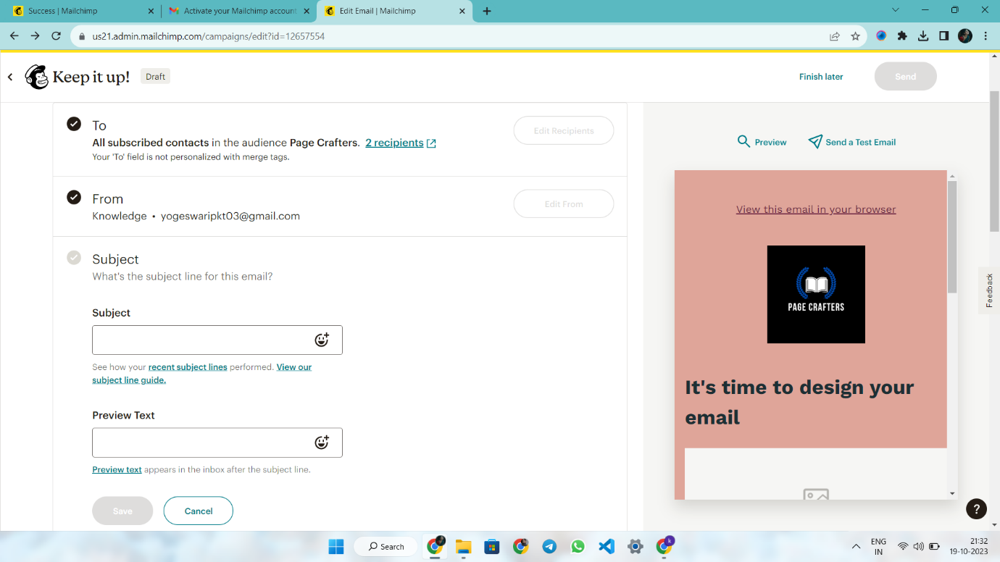 Success | Mailchimp
Activate your Mailchimp account
Edit Email | Mailchimp
us21.admin.mailchimp.com/campaigns/edit?id=12657554
Keep it up!
Draft
Finish later
Send
To
All subscribed contacts in the audience Page Crafters. 2 recipients
Your 'To' field is not personalized with merge tags.
Edit Recipients
From
Knowledge • yogeswaripkt03@gmail.com
Edit From
Subject
What's the subject line for this email?
Subject
See how your recent subject lines performed. View our
subject line guide.
Preview Text
Preview text appears in the inbox after the subject line.
Save
Cancel
Preview
Send a Test Email
View this email in your browser
PAGE CRAFTERS
It's time to design your
email
Feedback
?
Search
k
ENG
IN
21:32
19-10-2023